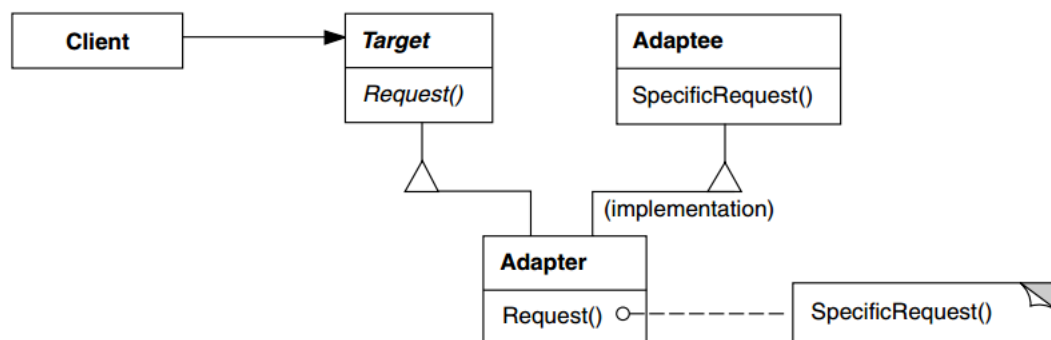 Client
Target
Request()
Adaptee
SpecificRequest()
(implementation)
Adapter
Request()
SpecificRequest()